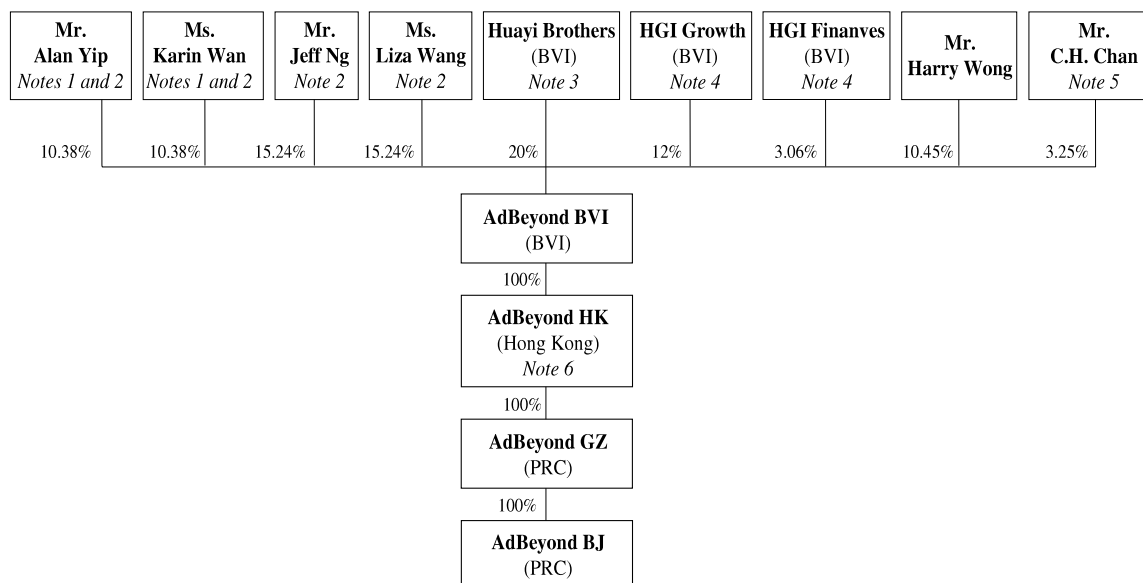 Mr.
Alan Yip
Notes 1 and 2
Ms.
Karin Wan
Notes 1 and 2
Mr.
Jeff Ng
Note 2
Ms.
Liza Wang
Note 2
Huayi Brothers
(BVI)
Note 3
HGI Growth
(BVI)
Note 4
HGI Finanves
(BVI)
Note 4
Mr.
Harry Wong
Mr.
C.H. Chan
Note 5
10.38%
10.38%
15.24%
15.24%
20%
12%
3.06%
10.45%
3.25%
AdBeyond BVI
(BVI)
100%
AdBeyond HK
(Hong Kong)
Note 6
100%
AdBeyond GZ
(PRC)
100%
AdBeyond BJ
(PRC)